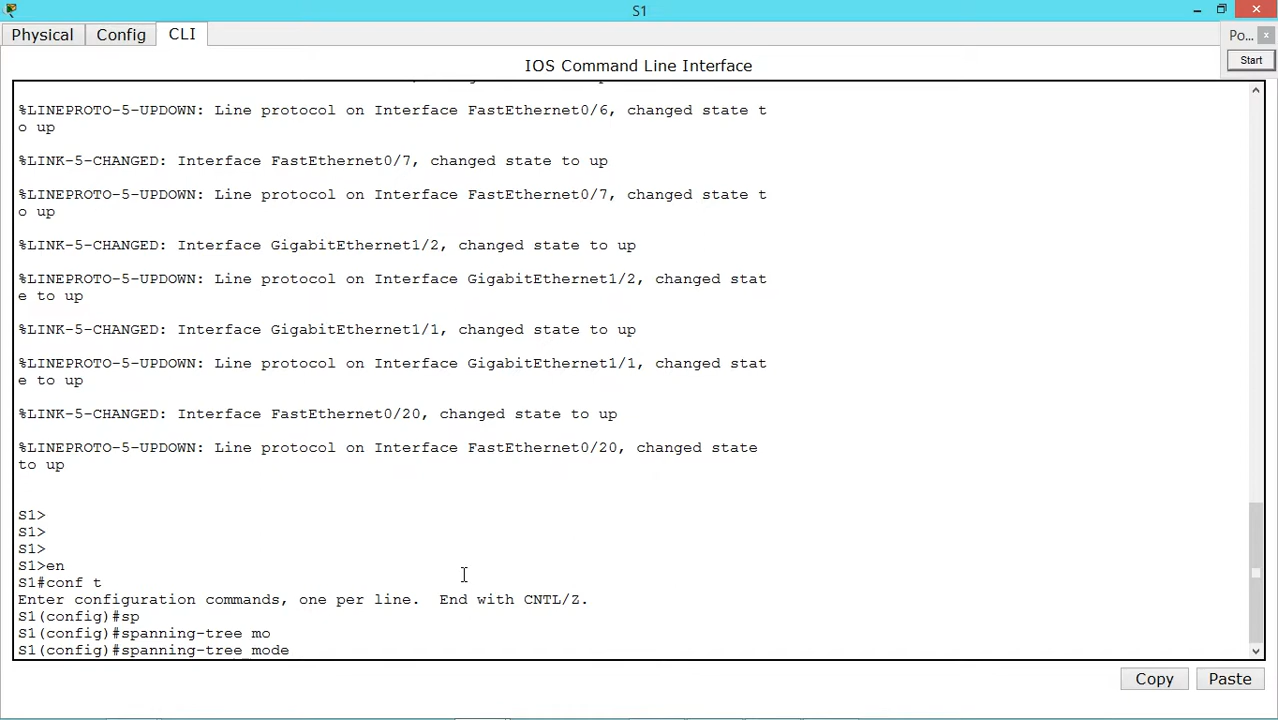 S1
Physical
Config
CLI
Po...
x
Start
IOS Command Line Interface
%LINEPROTO-5-UPDOWN: Line protocol on Interface FastEthernet0/6, changed state t
o up
%LINK-5-CHANGED: Interface FastEthernet0/7, changed state to up
%LINEPROTO-5-UPDOWN: Line protocol on Interface FastEthernet0/7, changed state t
o up
%LINK-5-CHANGED: Interface GigabitEthernet1/2, changed state to up
%LINEPROTO-5-UPDOWN: Line protocol on Interface GigabitEthernet1/2, changed stat
e to up
%LINK-5-CHANGED: Interface GigabitEthernet1/1, changed state to up
%LINEPROTO-5-UPDOWN: Line protocol on Interface GigabitEthernet1/1, changed stat
e to up
%LINK-5-CHANGED: Interface FastEthernet0/20, changed state to up
%LINEPROTO-5-UPDOWN: Line protocol on Interface FastEthernet0/20, changed state
to up
S1>
S1>
S1>
S1>en
S1#conf t
Enter configuration commands, one per line.  End with CNTL/Z.
S1(config)#sp
S1(config)#spanning-tree mo
S1(config)#spanning-tree mode
Copy
Paste